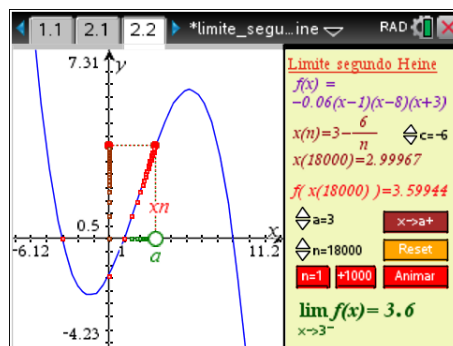 1.1 2.1 2.2 *limite_segu…ine RAD
7.31 y
0.5
x
-6.12 1 11.2
xn
a
-4.23
Limite segundo Heine
f(x) =
-0.06(x-1)(x-8)(x+3)
x(n)=3-6/n
c=-6
x(18000)=2.99967
f( x(18000) )=3.59944
a=3 x->a+
n=18000 Reset
n=1 +1000 Animar
lim f(x)= 3.6
x->3⁻